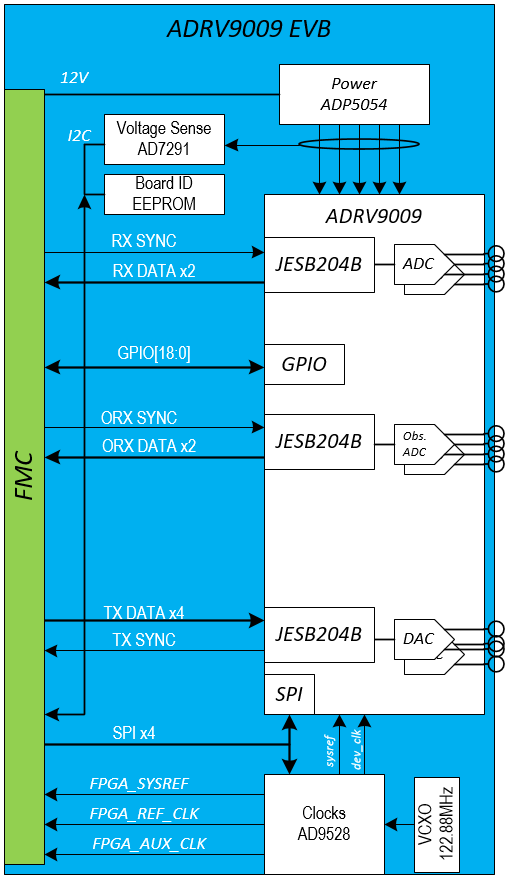 ADRV9009 EVB
12V
Power
ADP5054
I2C
Voltage Sense
AD7291
Board ID
EEPROM
ADRV9009
RX SYNC
JESB204B
ADC
RX DATA x2
GPIO[18:0]
GPIO
ORX SYNC
JESB204B
Obs.
ADC
ORX DATA x2
FMC
TX DATA x4
JESB204B
DAC
TX SYNC
SPI
SPI x4
sysref
dev_clk
FPGA_SYSREF
FPGA_REF_CLK
FPGA_AUX_CLK
Clocks
AD9528
VCXO
122.88MHz